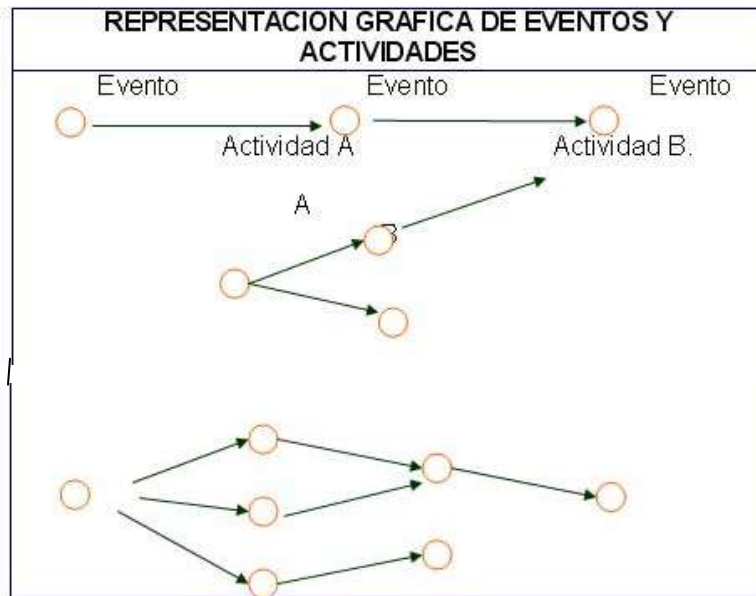 REPRESENTACION GRAFICA DE EVENTOS Y
ACTIVIDADES
Evento Evento Evento
Actividad A Actividad B.
A
B